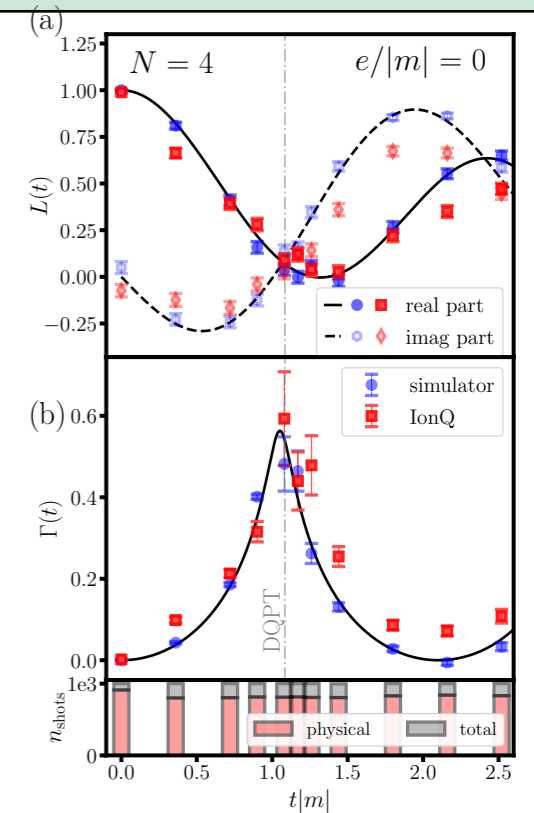 (a)
N = 4
e/|m| = 0
1.25
1.00
0.75
0.50
0.25
0.00
−0.25
L(t)
real part
imag part
(b)
simulator
IonQ
0.6
0.4
0.2
0.0
Γ(t)
DQPT
1e3
0
n_shots
physical
total
0.0 0.5 1.0 1.5 2.0 2.5
t|m|